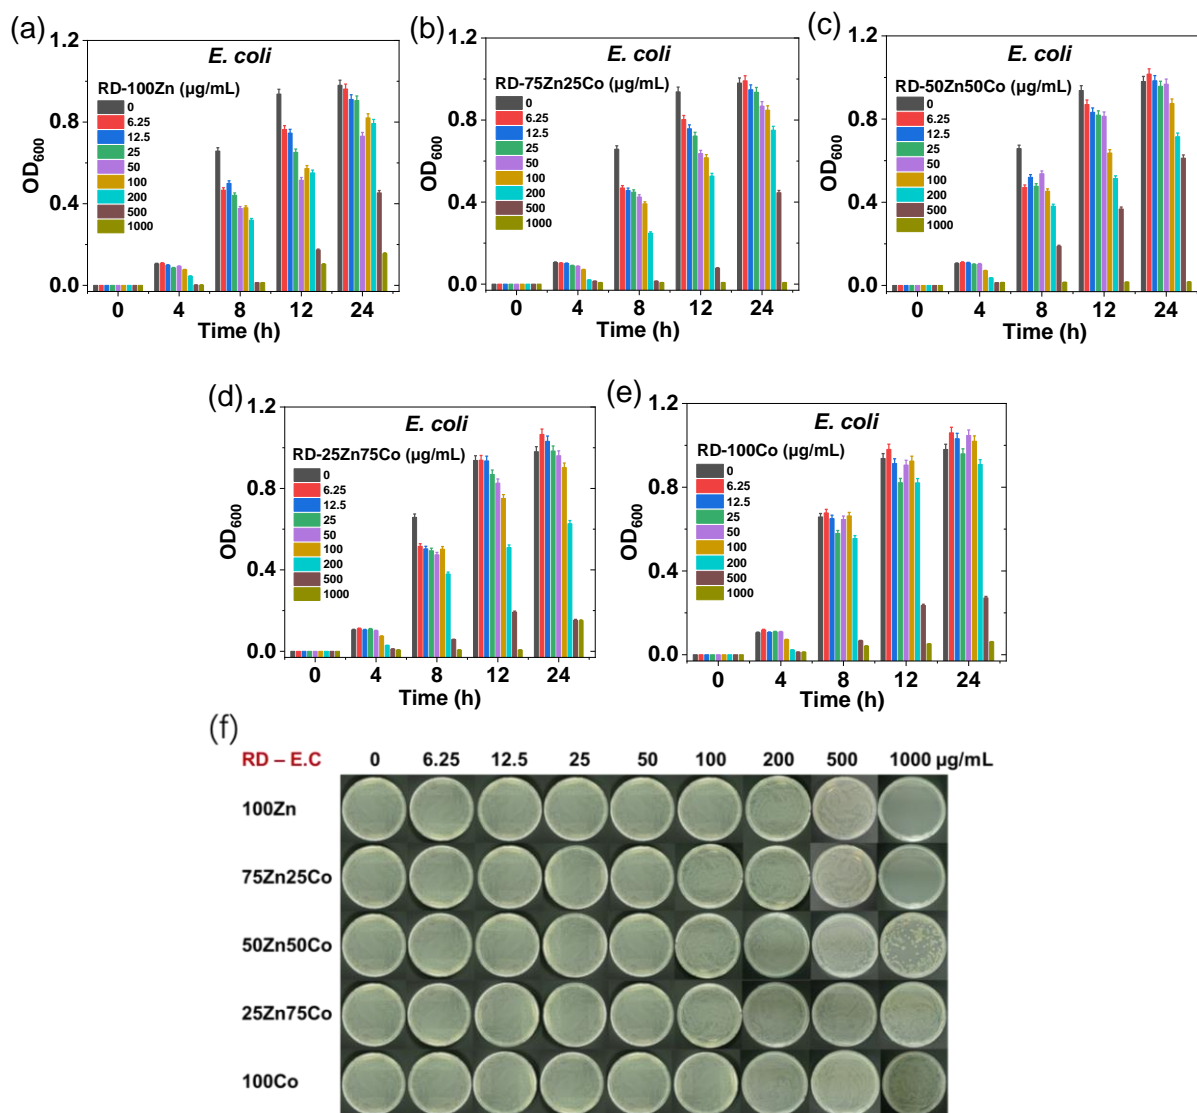 (a)
E. coli
RD-100Zn (µg/mL)
0
6.25
12.5
25
50
100
200
500
1000
OD600
1.2
0.8
0.4
0.0
0 4 8 12 24
Time (h)
(b)
E. coli
RD-75Zn25Co (µg/mL)
0
6.25
12.5
25
50
100
200
500
1000
OD600
1.2
0.8
0.4
0.0
0 4 8 12 24
Time (h)
(c)
E. coli
RD-50Zn50Co (µg/mL)
0
6.25
12.5
25
50
100
200
500
1000
OD600
1.2
0.8
0.4
0.0
0 4 8 12 24
Time (h)
(d)
E. coli
RD-25Zn75Co (µg/mL)
0
6.25
12.5
25
50
100
200
500
1000
OD600
1.2
0.8
0.4
0.0
0 4 8 12 24
Time (h)
(e)
E. coli
RD-100Co (µg/mL)
0
6.25
12.5
25
50
100
200
500
1000
OD600
1.2
0.8
0.4
0.0
0 4 8 12 24
Time (h)
(f)
RD – E.C 0 6.25 12.5 25 50 100 200 500 1000 µg/mL
100Zn
75Zn25Co
50Zn50Co
25Zn75Co
100Co